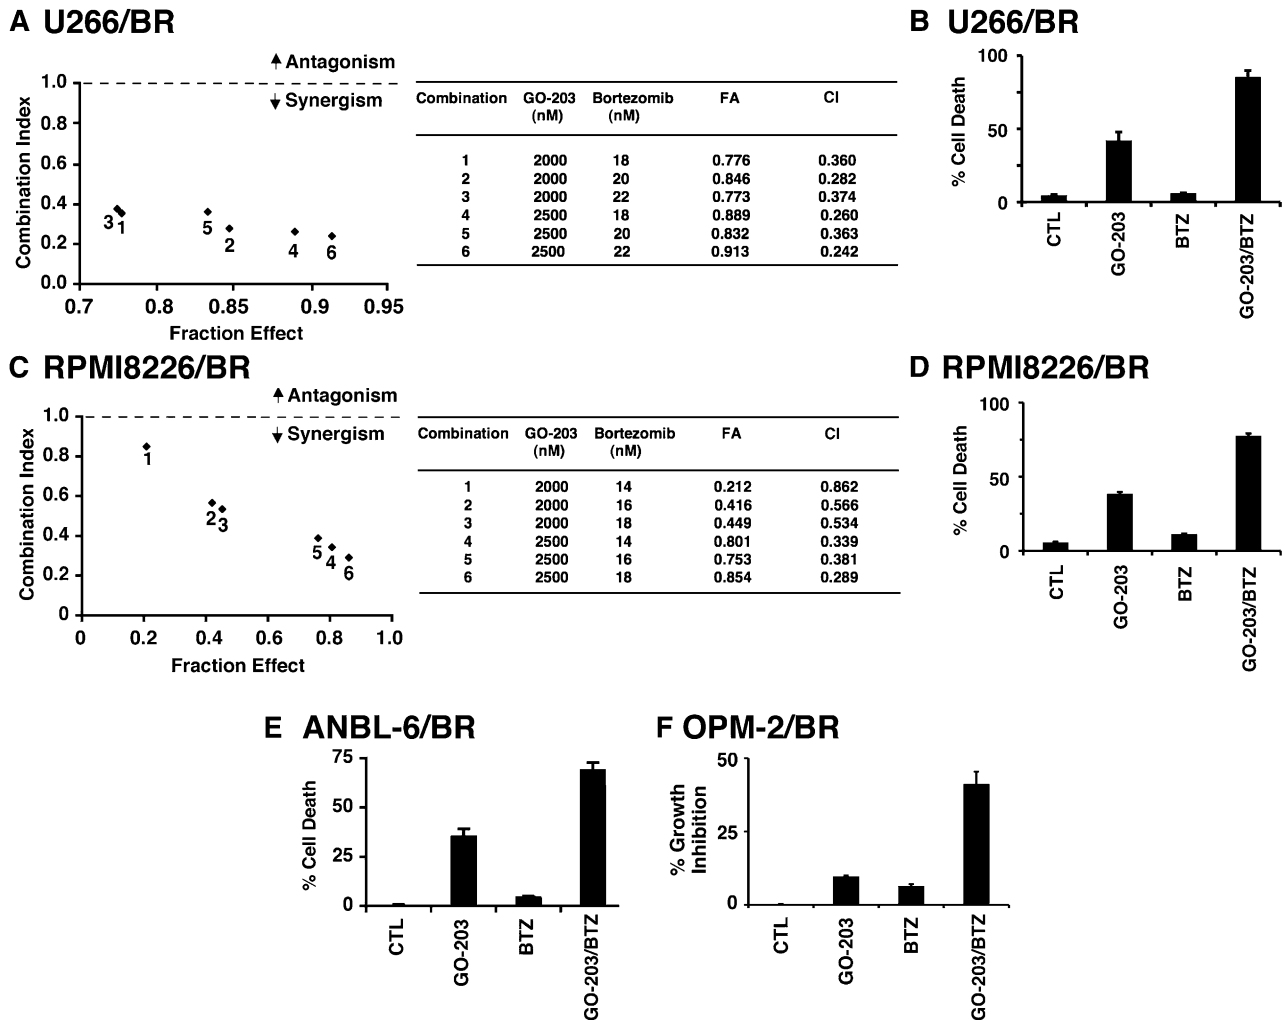 A U266/BR
Antagonism
Synergism
Combination Index
1.0
0.8
0.6
0.4
0.2
0.0
3
1
5
2
4
6
0.7 0.8 0.85 0.9 0.95
Fraction Effect
Combination GO-203 Bortezomib FA CI
(nM) (nM)
1 2000 18 0.776 0.360
2 2000 20 0.846 0.282
3 2000 22 0.773 0.374
4 2500 18 0.889 0.260
5 2500 20 0.832 0.363
6 2500 22 0.913 0.242
B U266/BR
% Cell Death
100
50
0
CTL
GO-203
BTZ
GO-203/BTZ
C RPMI8226/BR
Antagonism
Synergism
Combination Index
1.0
0.8
0.6
0.4
0.2
0
1
2
3
5
4
6
0 0.2 0.4 0.6 0.8 1.0
Fraction Effect
Combination GO-203 Bortezomib FA CI
(nM) (nM)
1 2000 14 0.212 0.862
2 2000 16 0.416 0.566
3 2000 18 0.449 0.534
4 2500 14 0.801 0.339
5 2500 16 0.753 0.381
6 2500 18 0.854 0.289
D RPMI8226/BR
% Cell Death
100
50
0
CTL
GO-203
BTZ
GO-203/BTZ
E ANBL-6/BR
% Cell Death
75
50
25
0
CTL
GO-203
BTZ
GO-203/BTZ
F OPM-2/BR
% Growth
Inhibition
50
25
0
CTL
GO-203
BTZ
GO-203/BTZ